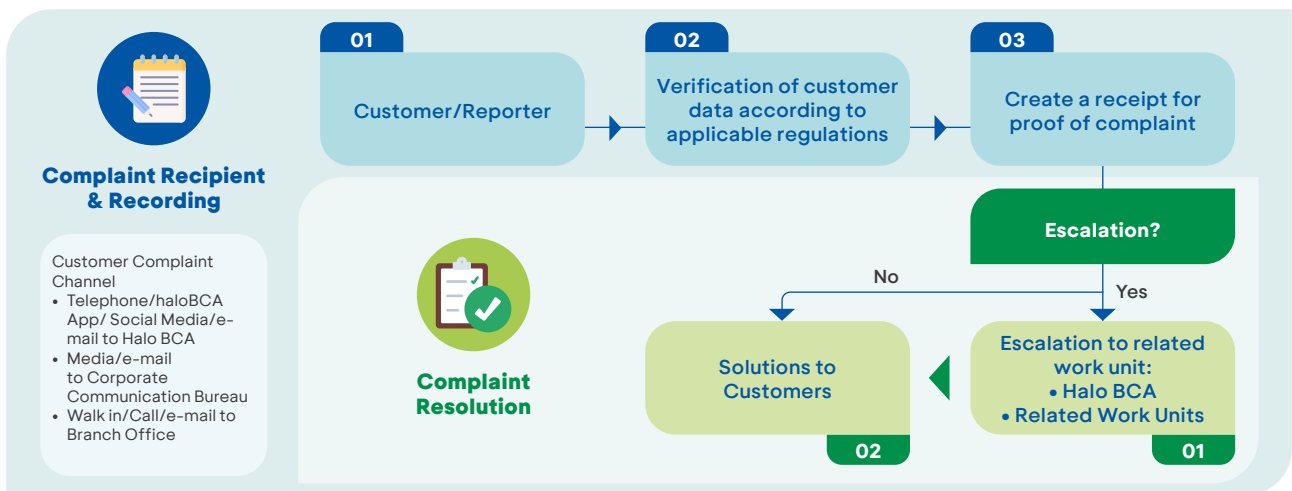 Complaint Recipient
& Recording
Customer Complaint
Channel
• Telephone/haloBCA
App/ Social Media/e-
mail to Halo BCA
• Media/e-mail
to Corporate
Communication Bureau
• Walk in/Call/e-mail to
Branch Office
01
Customer/Reporter
02
Verification of customer
data according to
applicable regulations
03
Create a receipt for
proof of complaint
Escalation?
No
Yes
Complaint
Resolution
Escalation to related
work unit:
• Halo BCA
• Related Work Units
01
Solutions to
Customers
02